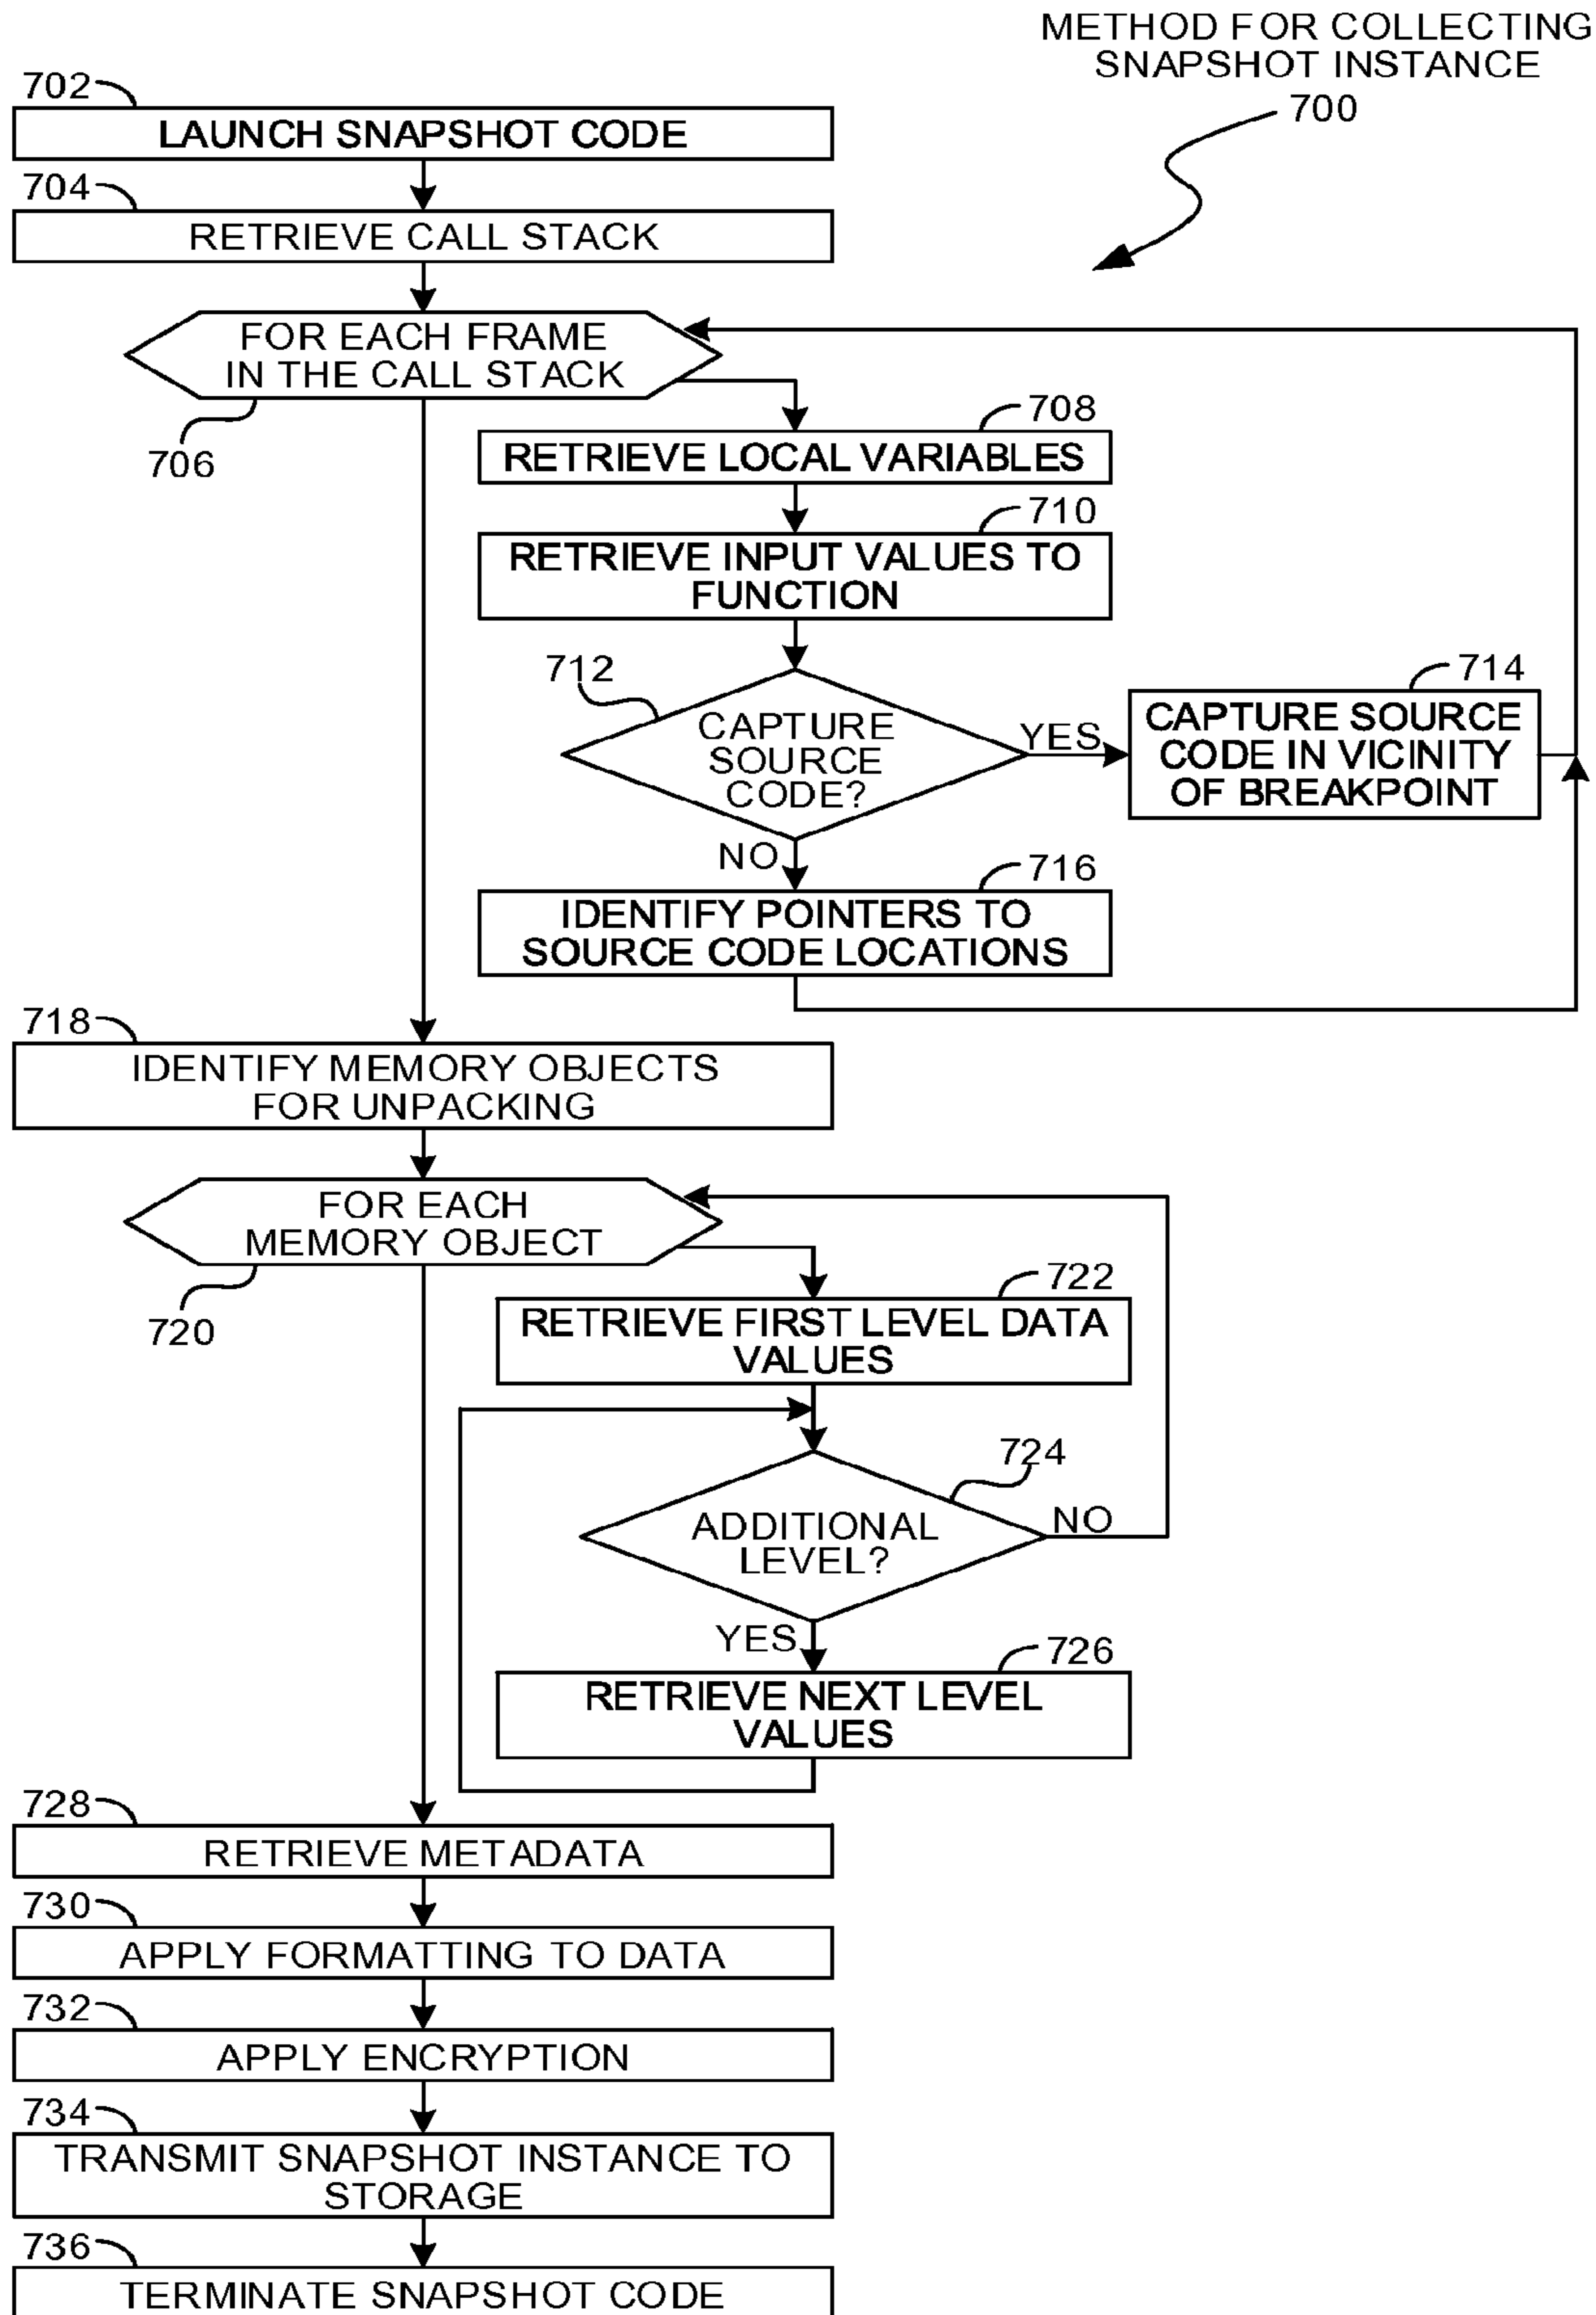 METHOD FOR COLLECTING
SNAPSHOT INSTANCE
700
702
LAUNCH SNAPSHOT CODE
704
RETRIEVE CALL STACK
FOR EACH FRAME
IN THE CALL STACK
706
708
RETRIEVE LOCAL VARIABLES
710
RETRIEVE INPUT VALUES TO
FUNCTION
712
CAPTURE
SOURCE
CODE?
YES
714
CAPTURE SOURCE
CODE IN VICINITY
OF BREAKPOINT
NO
716
IDENTIFY POINTERS TO
SOURCE CODE LOCATIONS
718
IDENTIFY MEMORY OBJECTS
FOR UNPACKING
FOR EACH
MEMORY OBJECT
720
722
RETRIEVE FIRST LEVEL DATA
VALUES
724
ADDITIONAL
LEVEL?
NO
YES
726
RETRIEVE NEXT LEVEL
VALUES
728
RETRIEVE METADATA
730
APPLY FORMATTING TO DATA
732
APPLY ENCRYPTION
734
TRANSMIT SNAPSHOT INSTANCE TO
STORAGE
736
TERMINATE SNAPSHOT CODE